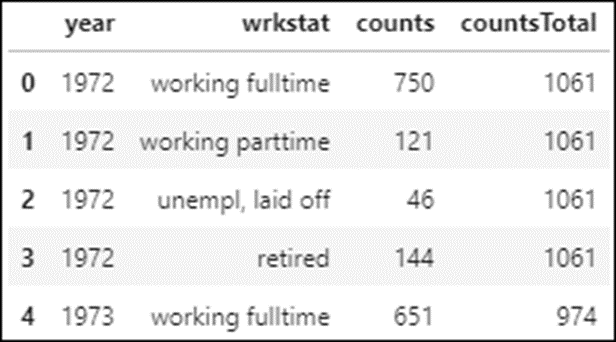 year wrkstat counts countsTotal
0 1972 working fulltime 750 1061
1 1972 working parttime 121 1061
2 1972 unempl, laid off 46 1061
3 1972 retired 144 1061
4 1973 working fulltime 651 974